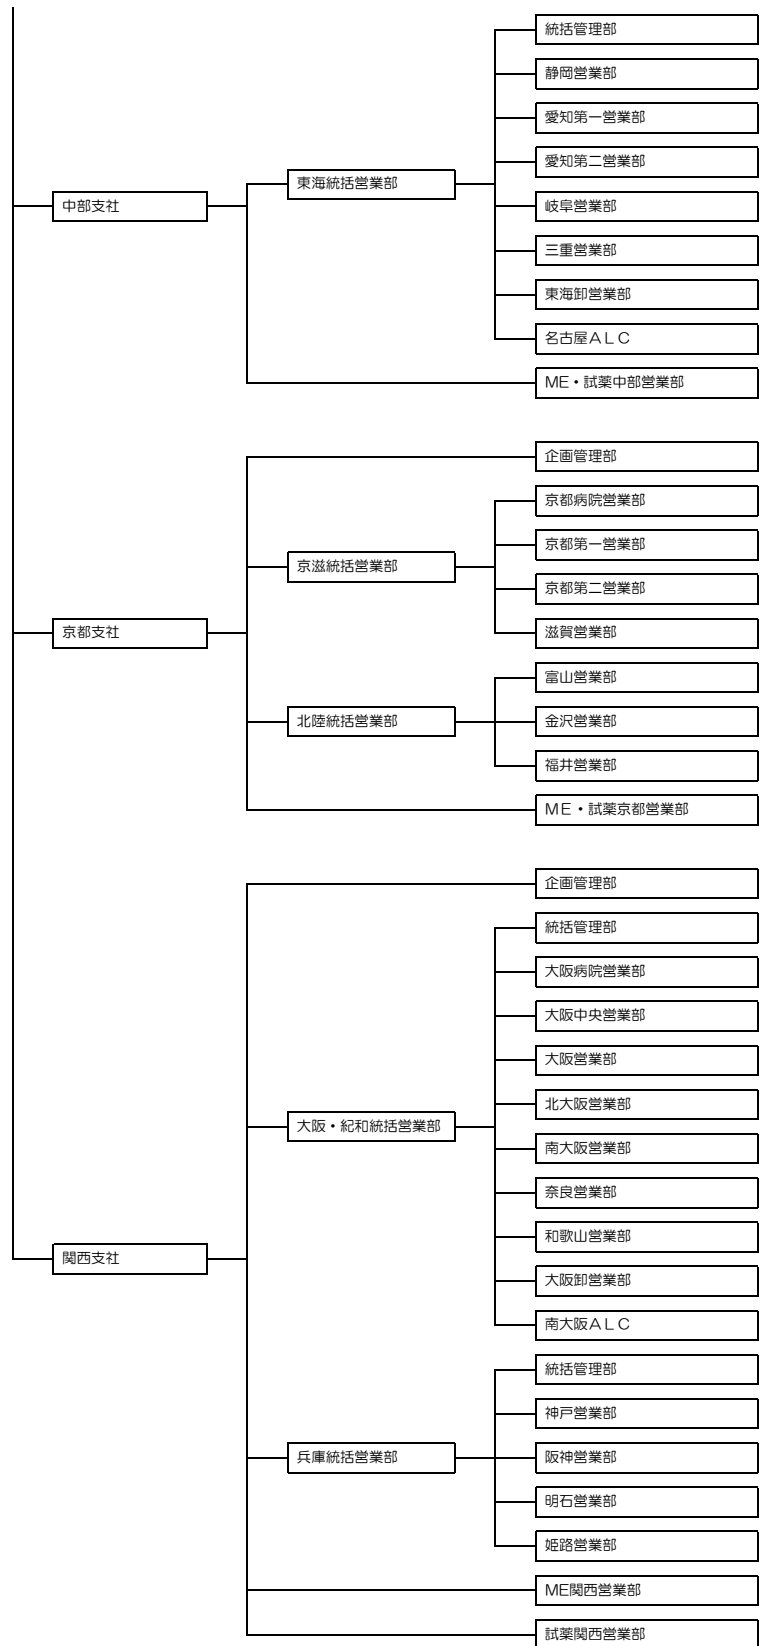 統括管理部
静岡営業部
愛知第一営業部
愛知第二営業部
東海統括営業部
中部支社
岐阜営業部
三重営業部
東海卸営業部
名古屋ＡＬＣ
ME・試薬中部営業部
企画管理部
京都病院営業部
京都第一営業部
京滋統括営業部
京都第二営業部
京都支社
滋賀営業部
富山営業部
北陸統括営業部
金沢営業部
福井営業部
ＭＥ・試薬京都営業部
企画管理部
統括管理部
大阪病院営業部
大阪中央営業部
大阪営業部
北大阪営業部
大阪・紀和統括営業部
南大阪営業部
奈良営業部
和歌山営業部
関西支社
大阪卸営業部
南大阪ＡＬＣ
統括管理部
神戸営業部
兵庫統括営業部
阪神営業部
明石営業部
姫路営業部
ME関西営業部
試薬関西営業部